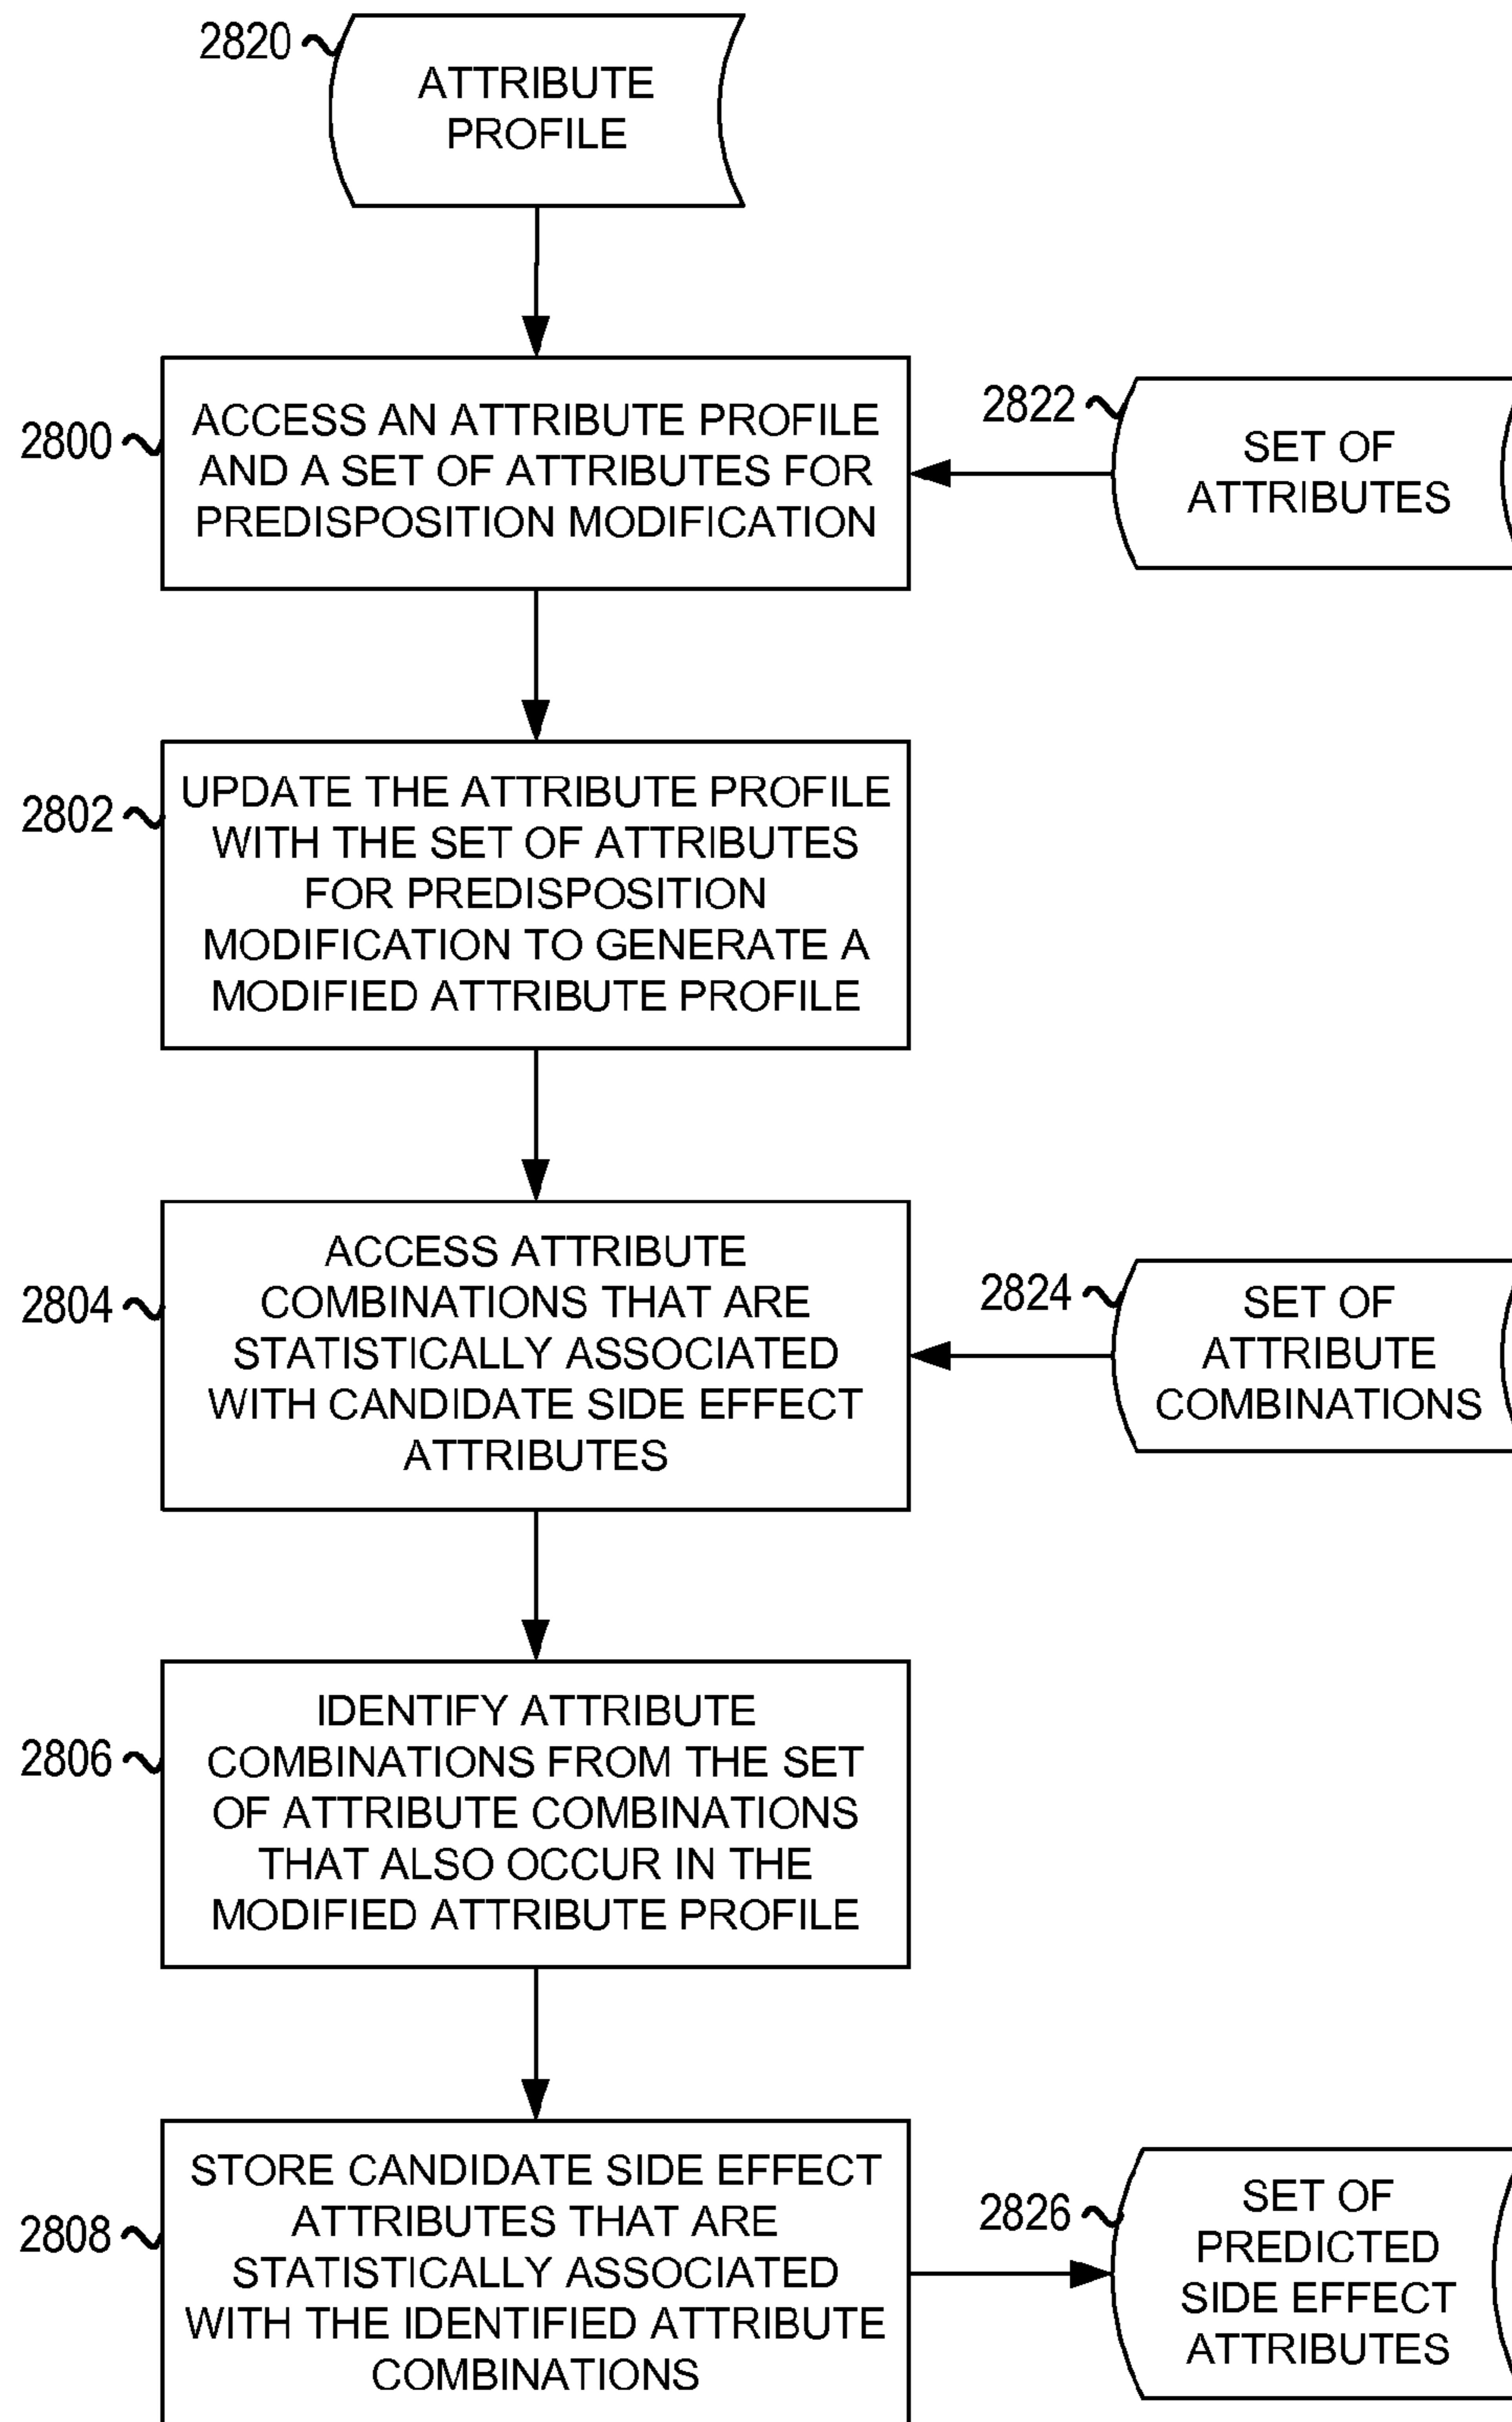 2820
ATTRIBUTE
PROFILE
2800
ACCESS AN ATTRIBUTE PROFILE
AND A SET OF ATTRIBUTES FOR
PREDISPOSITION MODIFICATION
2822
SET OF
ATTRIBUTES
2802
UPDATE THE ATTRIBUTE PROFILE
WITH THE SET OF ATTRIBUTES
FOR PREDISPOSITION
MODIFICATION TO GENERATE A
MODIFIED ATTRIBUTE PROFILE
2804
ACCESS ATTRIBUTE
COMBINATIONS THAT ARE
STATISTICALLY ASSOCIATED
WITH CANDIDATE SIDE EFFECT
ATTRIBUTES
2824
SET OF
ATTRIBUTE
COMBINATIONS
2806
IDENTIFY ATTRIBUTE
COMBINATIONS FROM THE SET
OF ATTRIBUTE COMBINATIONS
THAT ALSO OCCUR IN THE
MODIFIED ATTRIBUTE PROFILE
2808
STORE CANDIDATE SIDE EFFECT
ATTRIBUTES THAT ARE
STATISTICALLY ASSOCIATED
WITH THE IDENTIFIED ATTRIBUTE
COMBINATIONS
2826
SET OF
PREDICTED
SIDE EFFECT
ATTRIBUTES